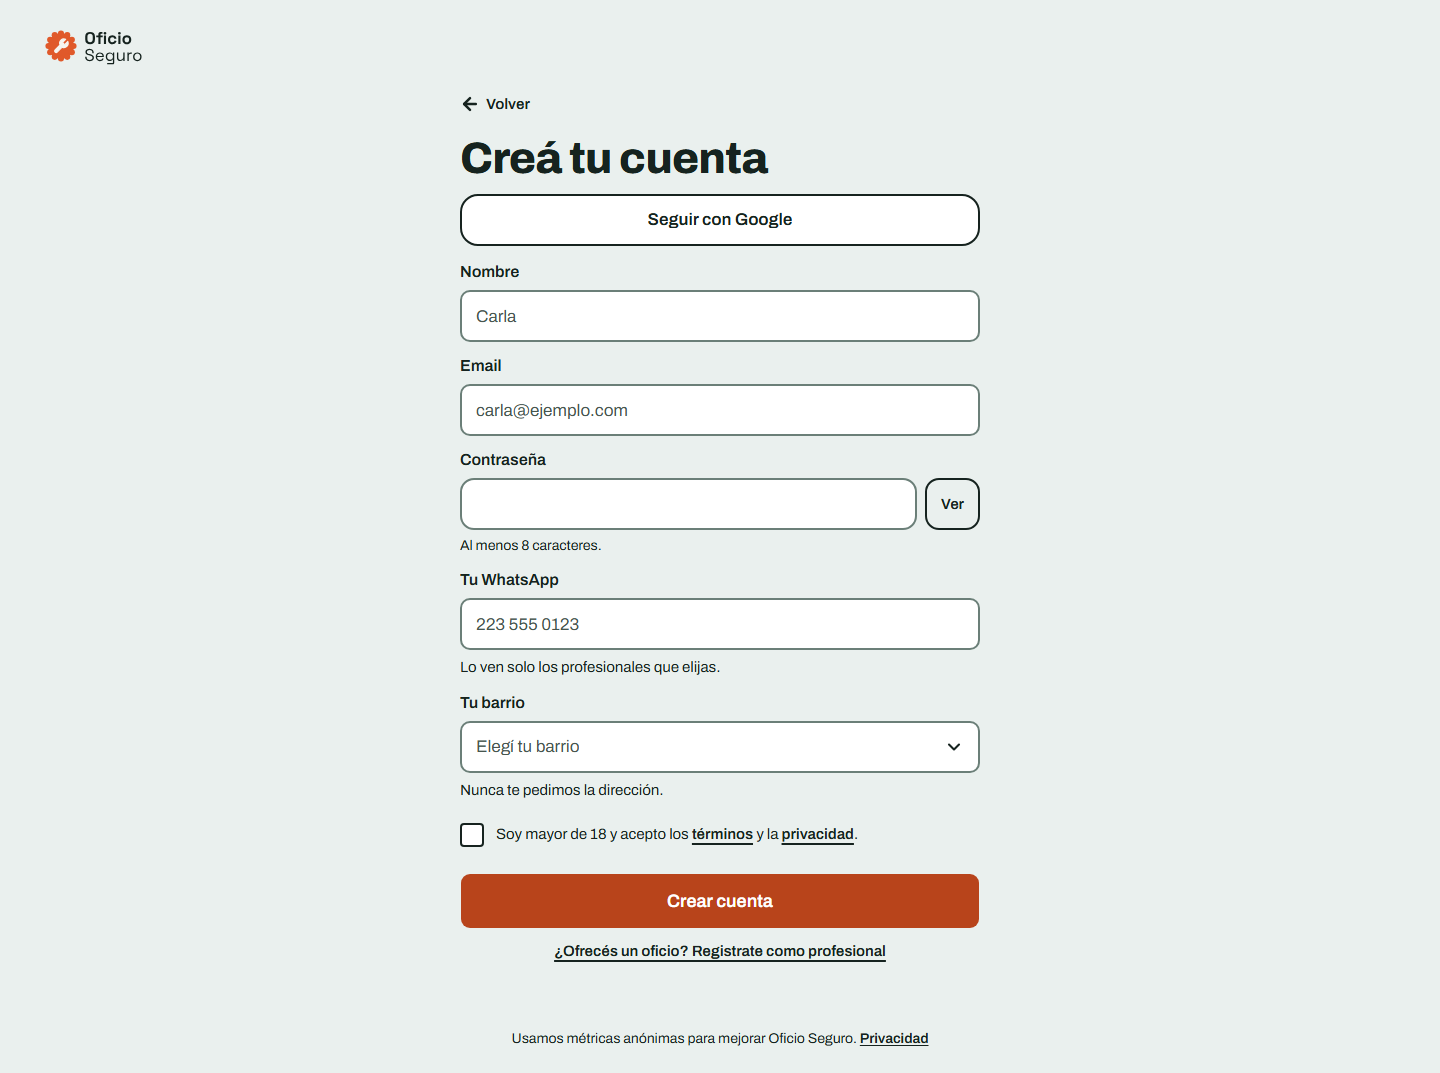 Oficio
Seguro
Volver
Creá tu cuenta
Seguir con Google
Nombre
Carla
Email
carla@ejemplo.com
Contraseña
Ver
Al menos 8 caracteres.
Tu WhatsApp
223 555 0123
Lo ven solo los profesionales que elijas.
Tu barrio
Elegí tu barrio
Nunca te pedimos la dirección.
Soy mayor de 18 y acepto los términos y la privacidad.
Crear cuenta
¿Ofrecés un oficio? Registrate como profesional
Usamos métricas anónimas para mejorar Oficio Seguro. Privacidad